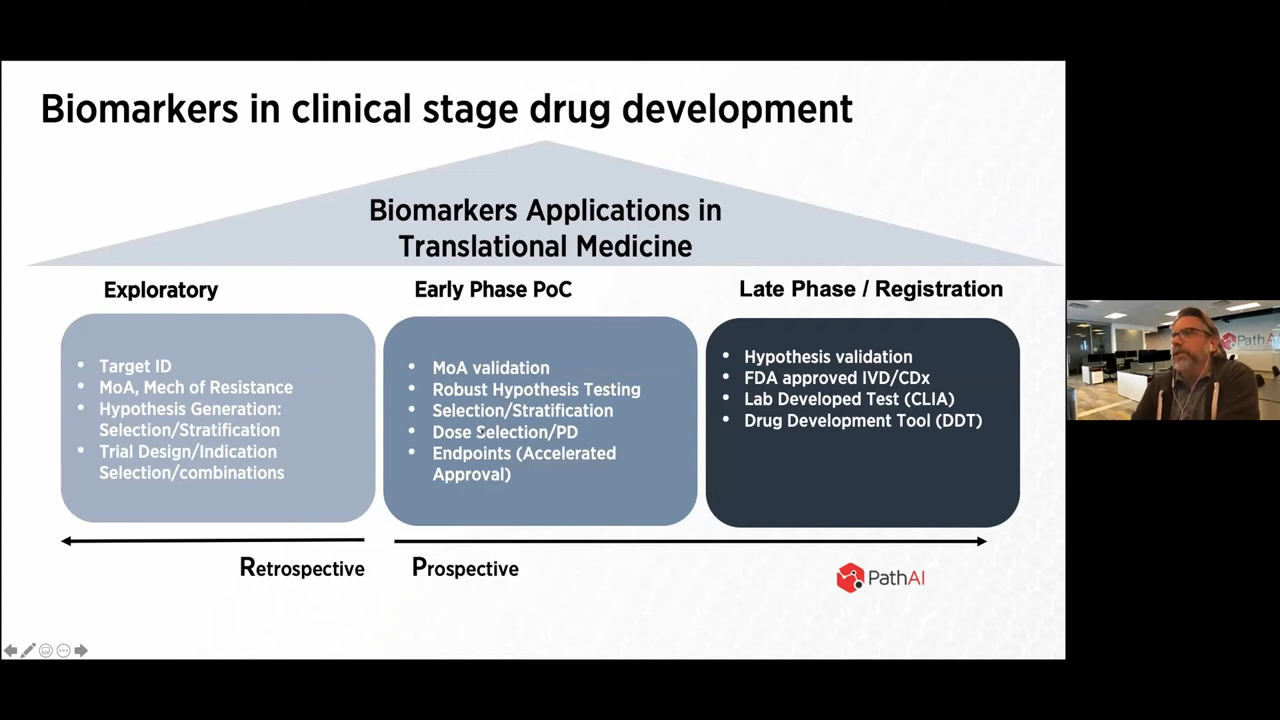 Biomarkers in clinical stage drug development
Biomarkers Applications in
Translational Medicine
Exploratory
Early Phase PoC
Late Phase / Registration
• Target ID
• MoA, Mech of Resistance
• Hypothesis Generation:
Selection/Stratification
• Trial Design/Indication
Selection/combinations
• MoA validation
• Robust Hypothesis Testing
• Selection/Stratification
• Dose Selection/PD
• Endpoints (Accelerated
Approval)
• Hypothesis validation
• FDA approved IVD/CDx
• Lab Developed Test (CLIA)
• Drug Development Tool (DDT)
Retrospective
Prospective
PathAI
PathAI